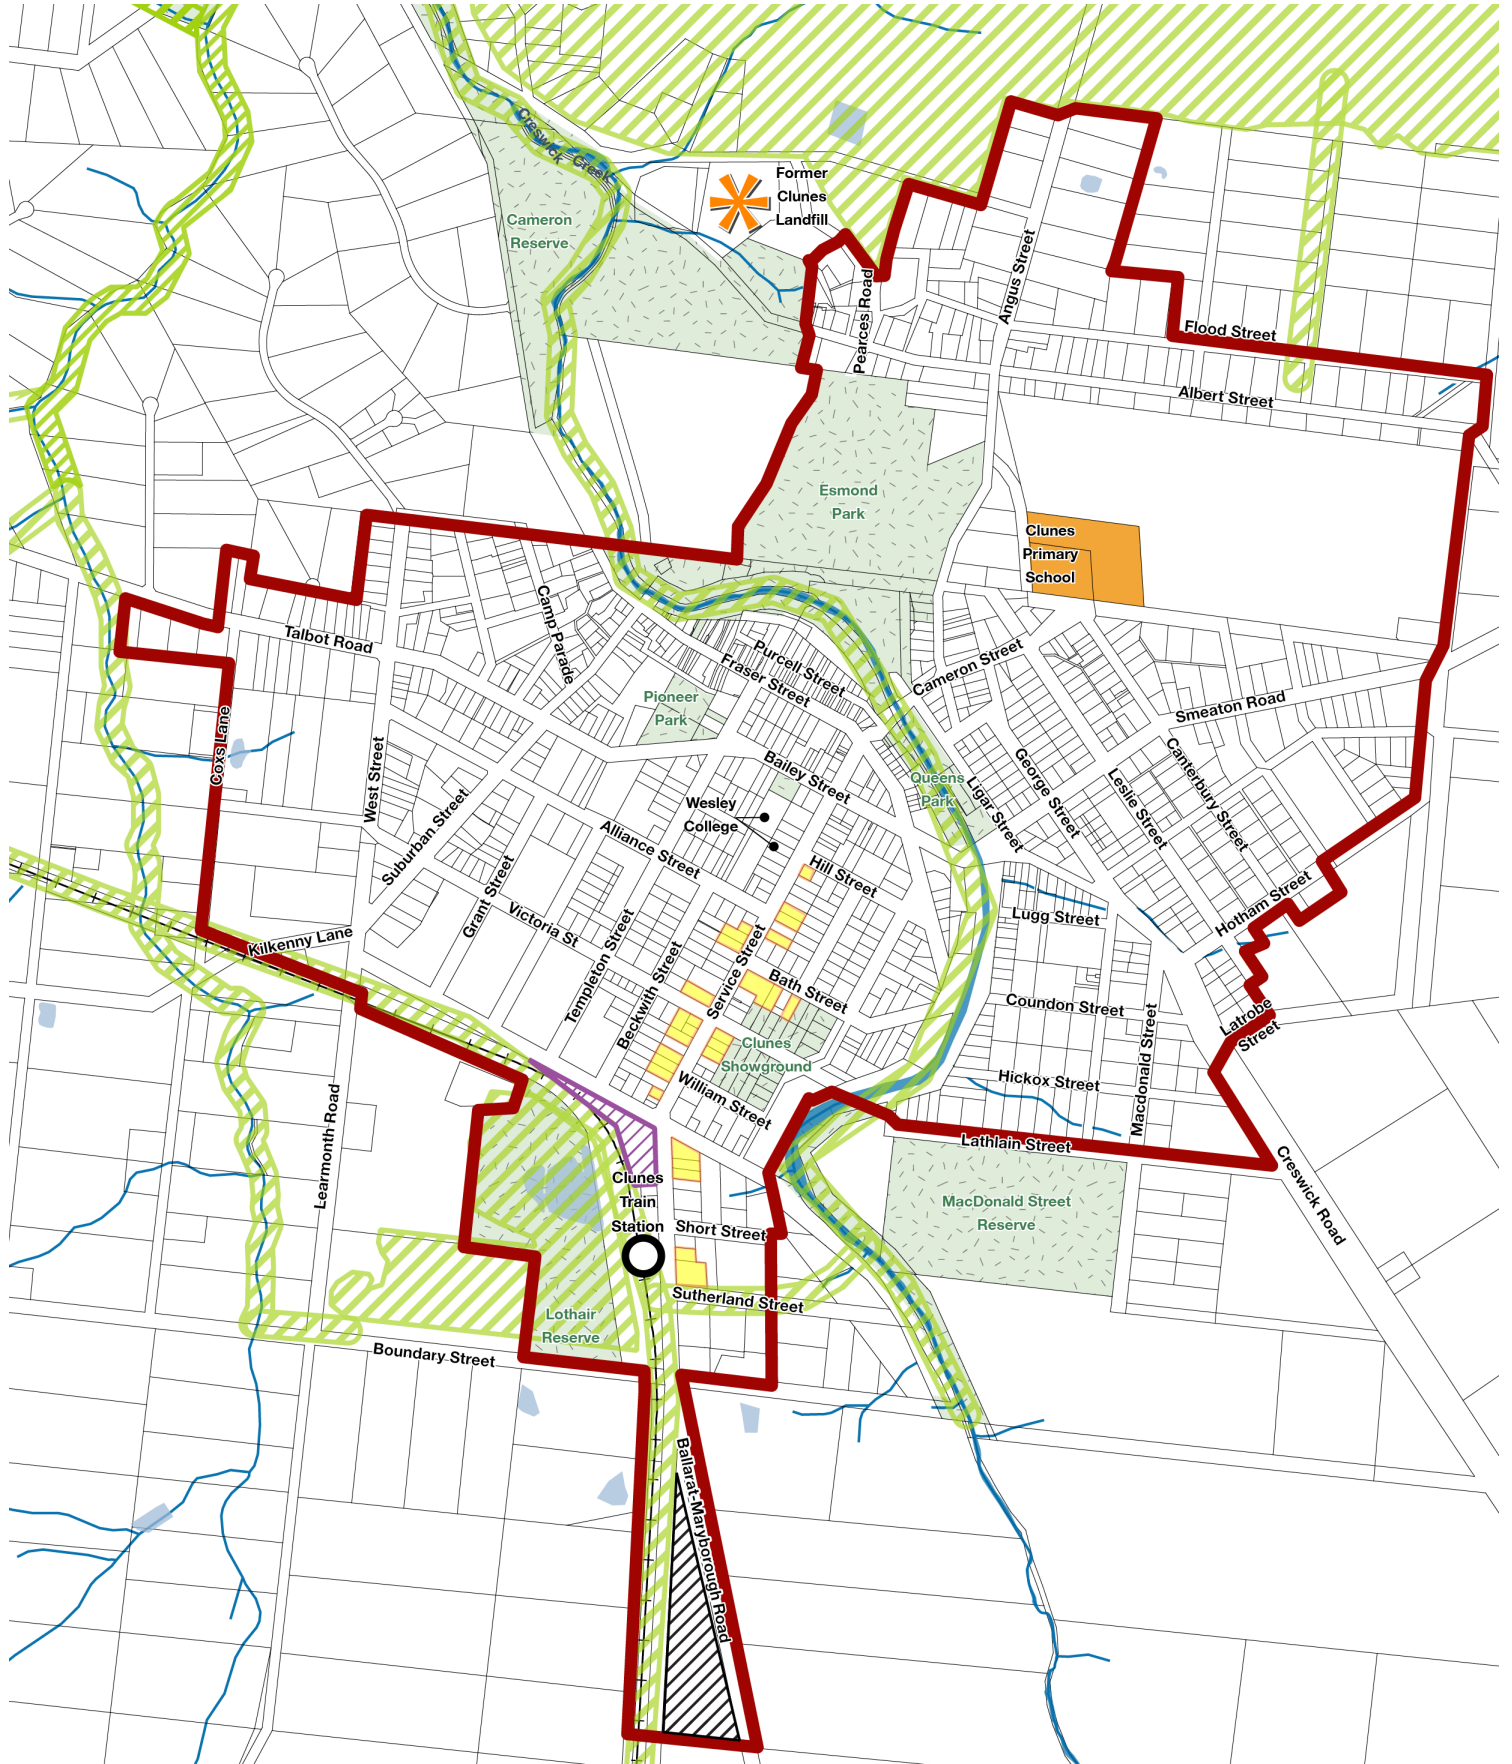 Creswick Creek
Former
Clunes
Landfill
Cameron
Reserve
Angus Street
Pearces Road
Flood Street
Albert Street
Esmond
Park
Clunes
Primary
School
Camp Parade
Talbot Road
Purcell Street
Fraser Street
Cameron Street
Pioneer
Park
Smeaton Road
Coxs Lane
West Street
Bailey Street
Queens
Park
Ligar Street
George Street
Leslie Street
Canterbury Street
Wesley
College
Suburban Street
Alliance Street
Hill Street
Grant Street
Victoria St
Lugg Street
Hotham Street
Kilkenny Lane
Templeton Street
Beckwith Street
Service Street
Bath Street
Coundon Street
Latrobe
Street
Clunes
Showground
Macdonald Street
Hickox Street
William Street
Learmonth Road
Lathlain Street
Creswick Road
Clunes
Train
Station
MacDonald Street
Reserve
Short Street
Sutherland Street
Lothair
Reserve
Boundary Street
Ballarat-Maryborough Road